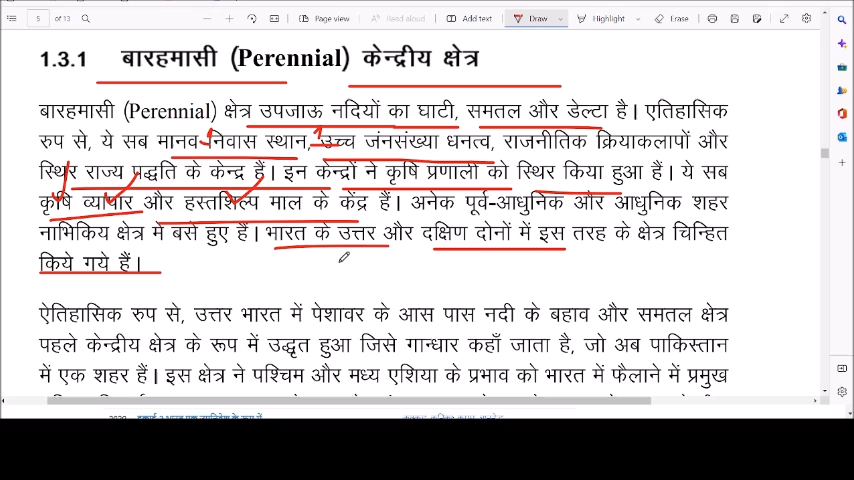 5 of 13
Page view
Read aloud
Add text
Draw
Highlight
Erase
1.3.1 बारहमासी (Perennial) केन्द्रीय क्षेत्र
बारहमासी (Perennial) क्षेत्र उपजाऊ नदियों का घाटी, समतल और डेल्टा है। एतिहासिक
रुप से, ये सब मानव निवास स्थान, उच्च जंनसंख्या धनत्व, राजनीतिक क्रियाकलापों और
स्थिर राज्य पद्धति के केन्द्र हैं। इन केन्द्रों ने कृषि प्रणाली को स्थिर किया हुआ हैं। ये सब
कृषि व्यापार और हस्तशिल्प माल के केंद्र हैं। अनेक पूर्व-आधुनिक और आधुनिक शहर
नाभिकिय क्षेत्र में बसे हुए हैं। भारत के उत्तर और दक्षिण दोनों में इस तरह के क्षेत्र चिन्हित
किये गये हैं।
ऐतिहासिक रुप से, उत्तर भारत में पेशावर के आस पास नदी के बहाव और समतल क्षेत्र
पहले केन्द्रीय क्षेत्र के रूप में उद्धृत हुआ जिसे गान्धार कहाँ जाता है, जो अब पाकिस्तान
में एक शहर हैं। इस क्षेत्र ने पश्चिम और मध्य एशिया के प्रभाव को भारत में फैलाने में प्रमुख